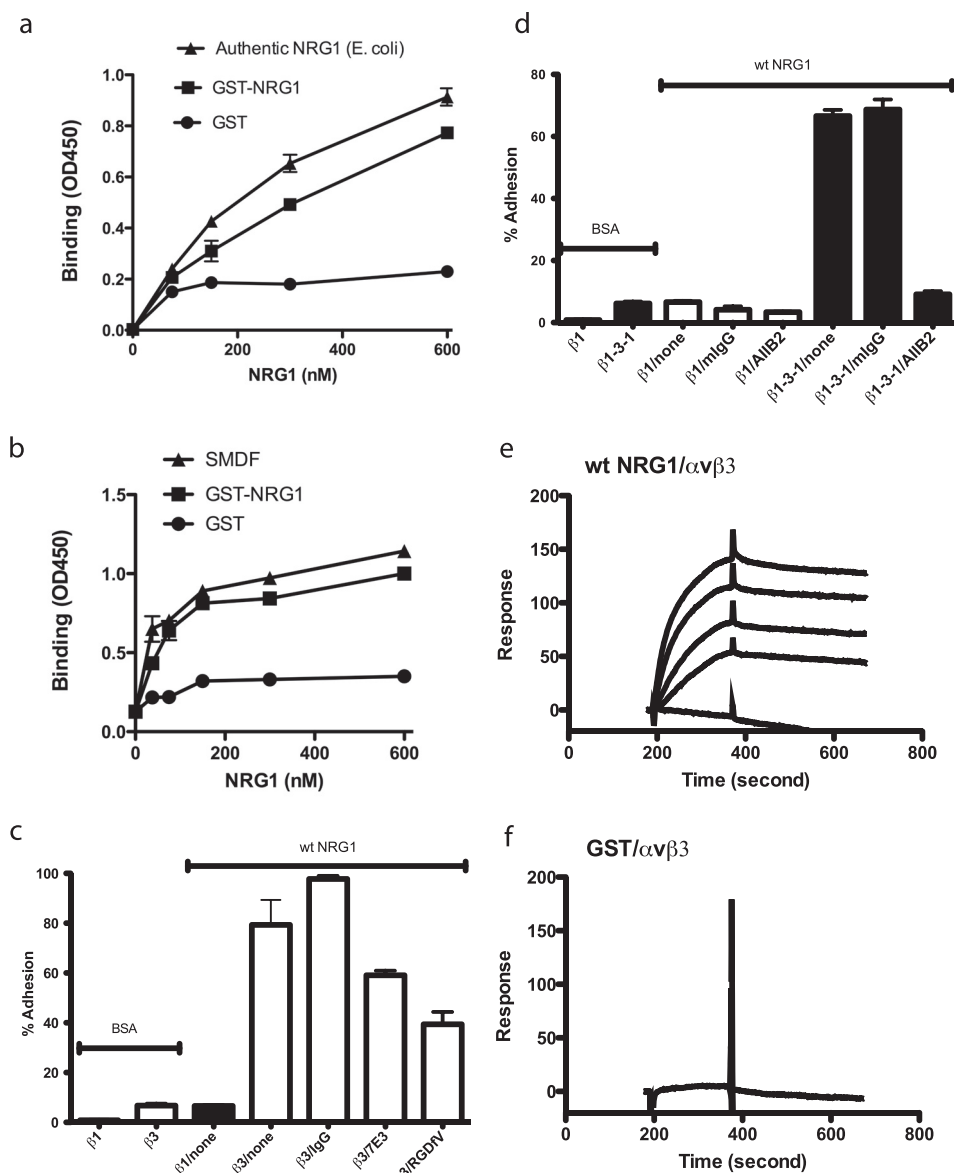 a
Authentic NRG1 (E. coli)
GST-NRG1
GST
Binding (OD450)
1.0
0.8
0.6
0.4
0.2
0.0
0 200 400 600
NRG1 (nM)
b
SMDF
GST-NRG1
GST
Binding (OD450)
1.5
1.0
0.5
0.0
0 200 400 600
NRG1 (nM)
c
wt NRG1
BSA
% Adhesion
100
80
60
40
20
0
β1
β3
β1/none
β3/none
β3/IgG
β3/7E3
3/RGDfV
d
wt NRG1
BSA
% Adhesion
80
60
40
20
0
β1
β1-3-1
β1/none
β1/mIgG
β1/AIIB2
β1-3-1/none
β1-3-1/mIgG
β1-3-1/AIIB2
e
wt NRG1/αvβ3
Response
200
150
100
50
0
0 200 400 600 800
Time (second)
f
GST/αvβ3
Response
200
150
100
50
0
0 200 400 600 800
Time (second)